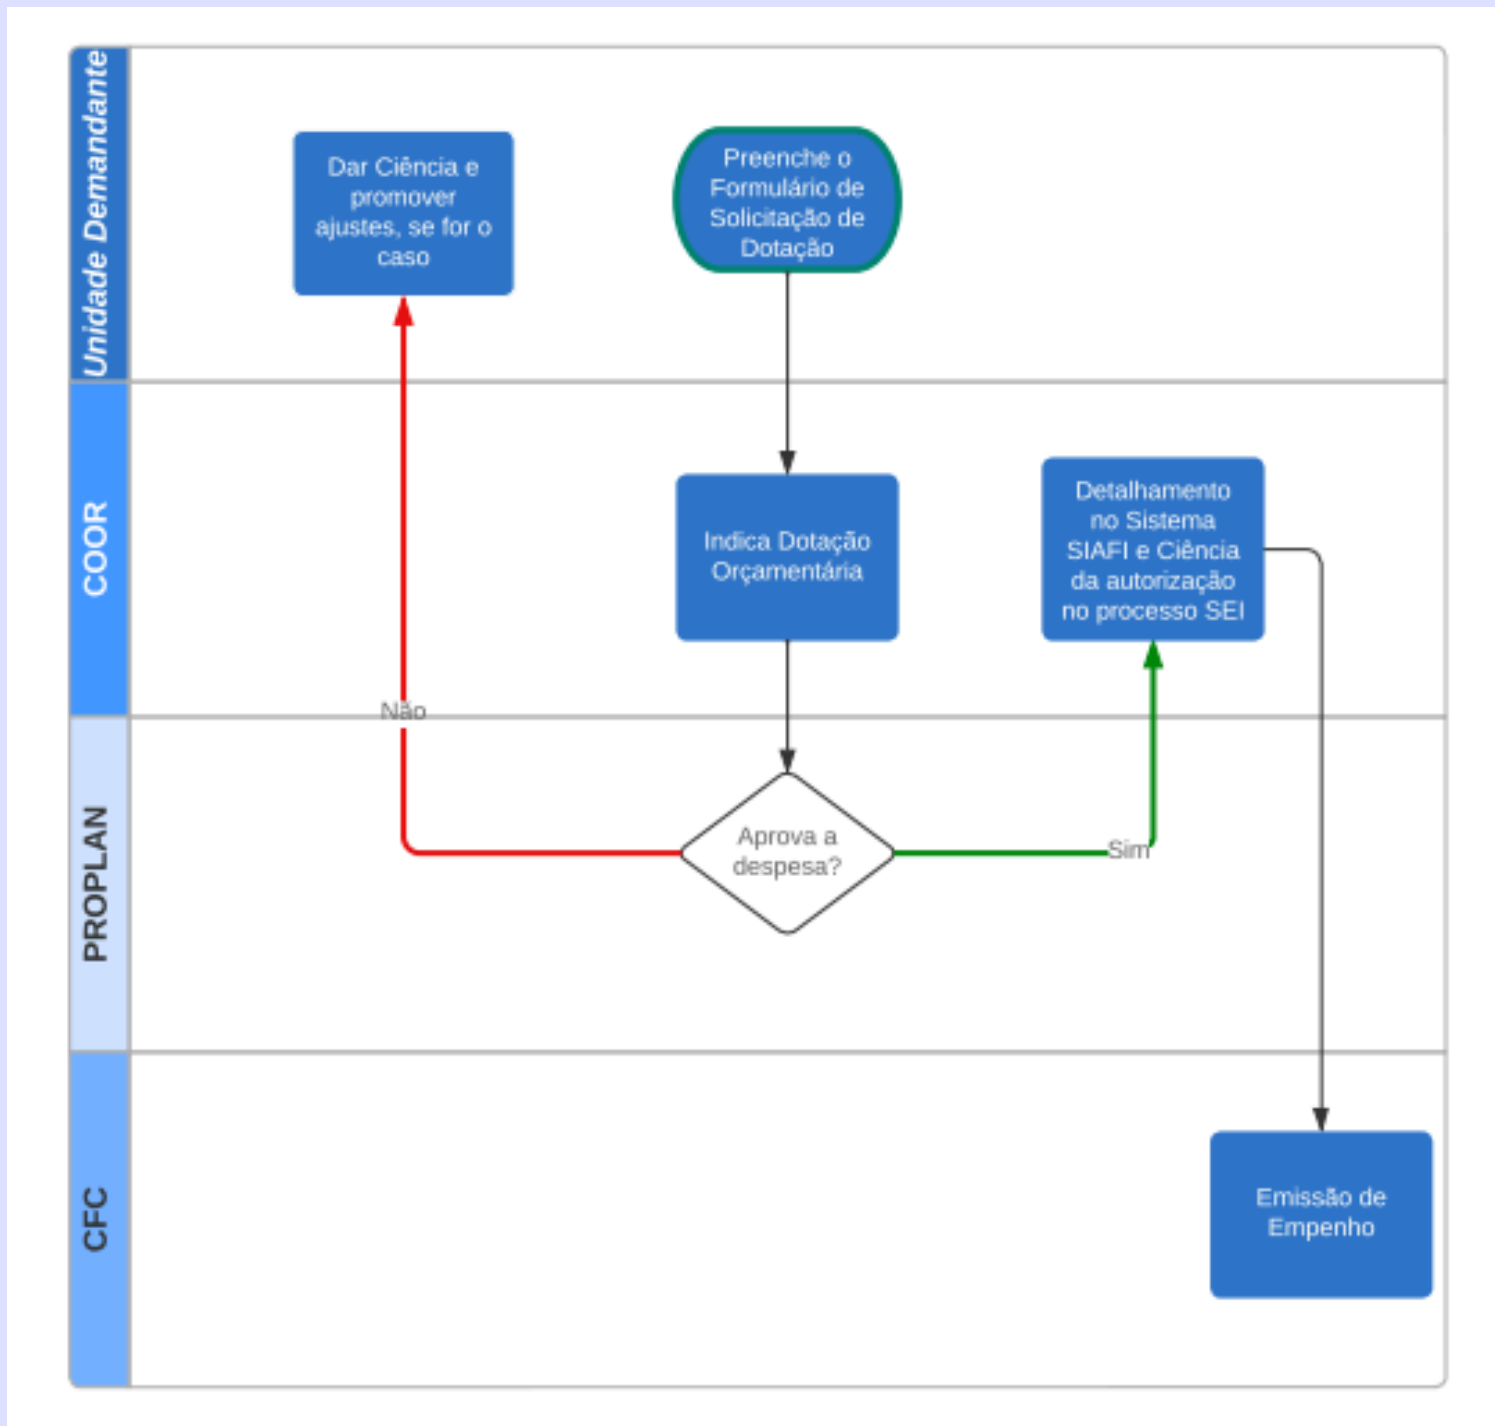 Unidade Demandante
Dar Ciência e
promover
ajustes, se for o
caso
Preenche o
Formulário de
Solicitação de
Dotação
COOR
Indica Dotação
Orçamentária
Detalhamento
no Sistema
SIAFI e Ciência
da autorização
no processo SEI
Não
PROPLAN
Aprova a
despesa?
Sim
CFC
Emissão de
Empenho